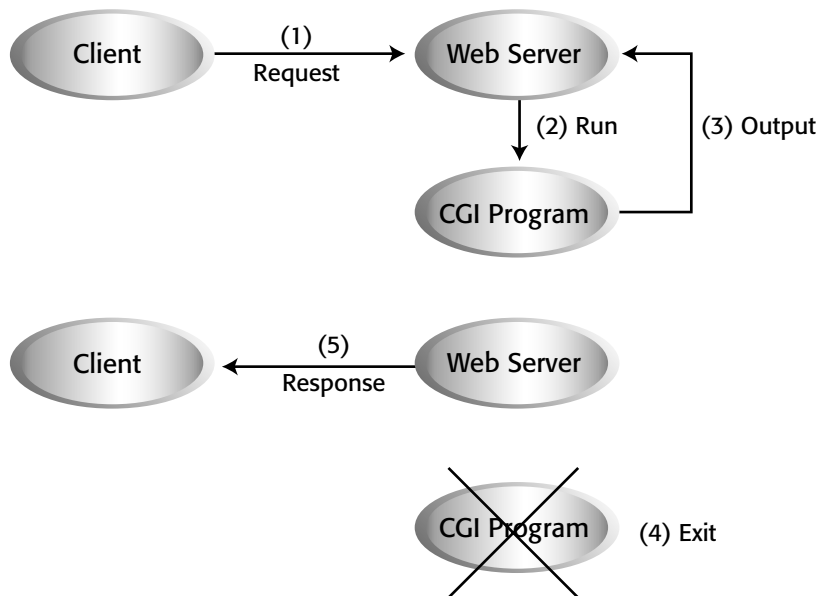 Client
(1)
Request
Web Server
(2) Run
(3) Output
CGI Program
Client
(5)
Response
Web Server
CGI Program
(4) Exit